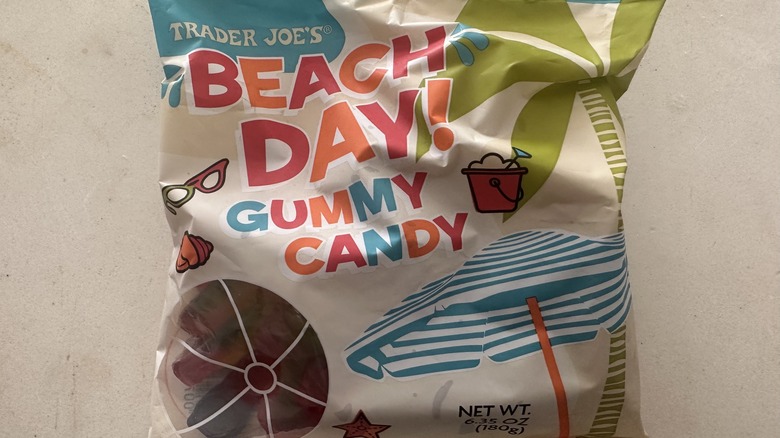 TRADER JOE'S®
BEACH
DAY!
GUMMY
CANDY
NET WT.
6.35 OZ
(180g)